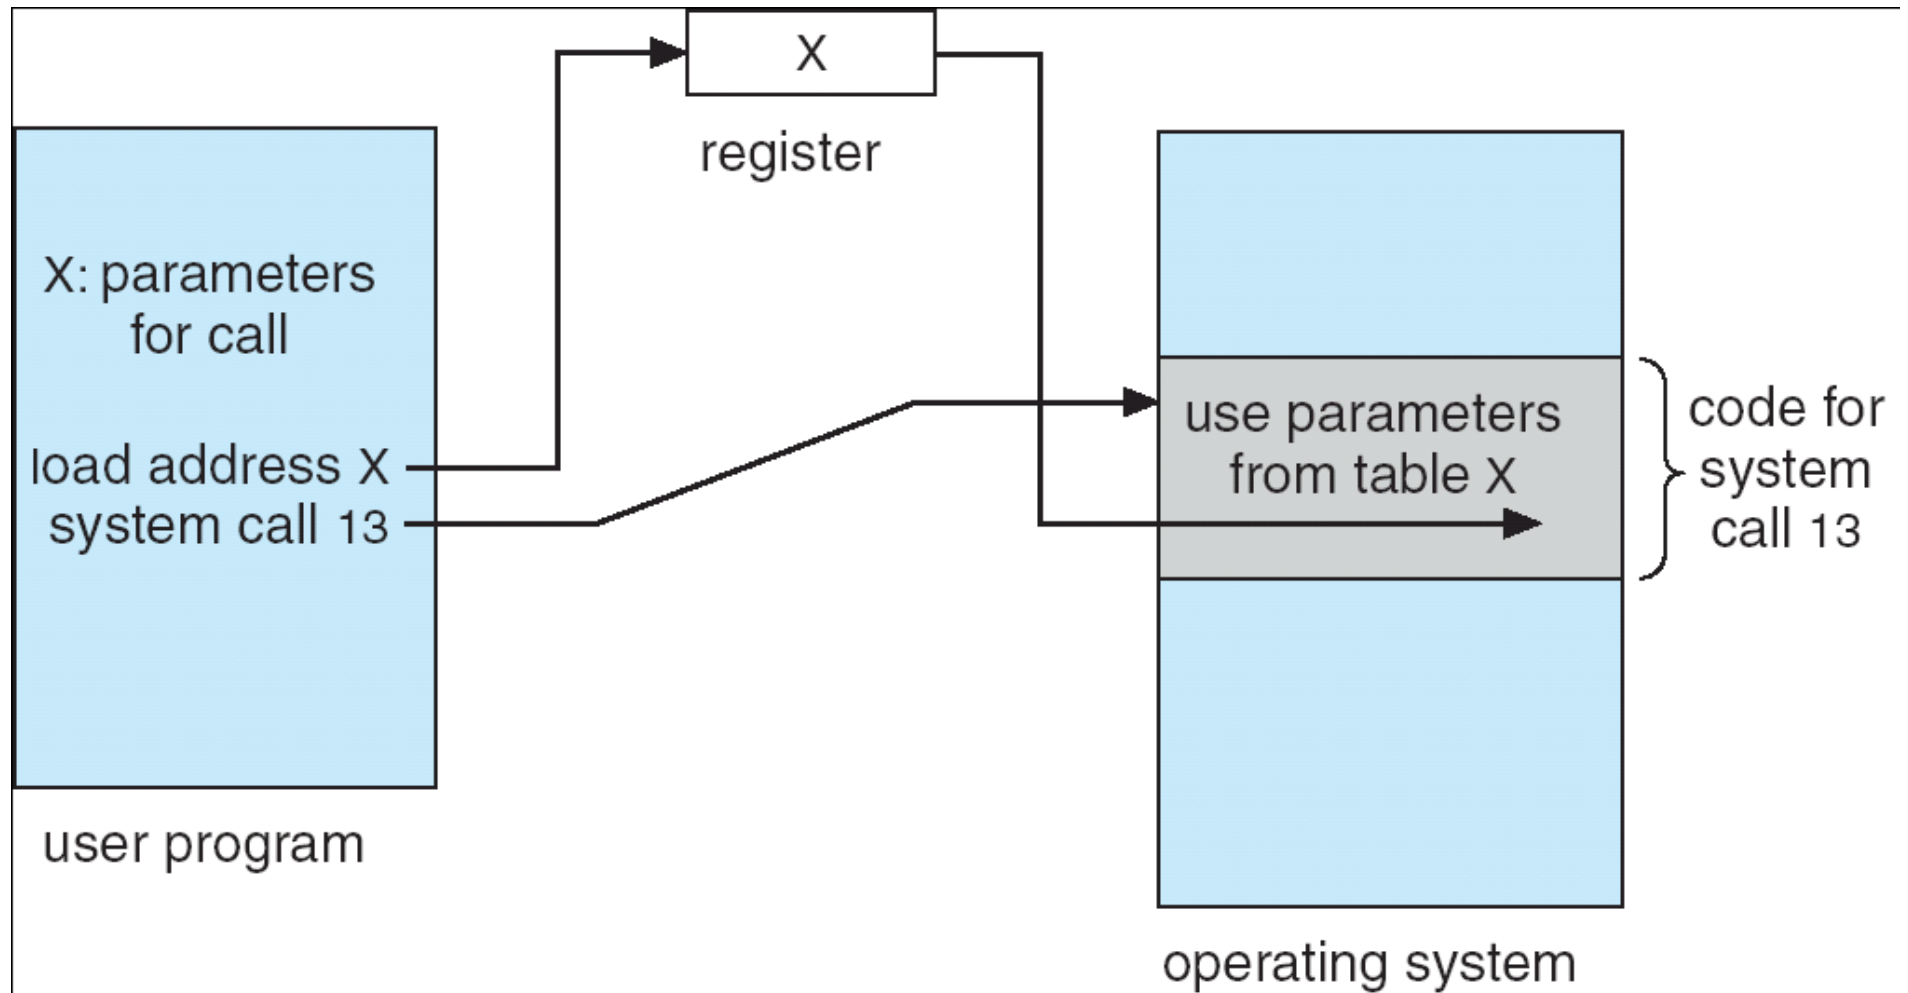 X
register
X: parameters
for call
load address X
system call 13
user program
use parameters
from table X
code for
system
call 13
operating system